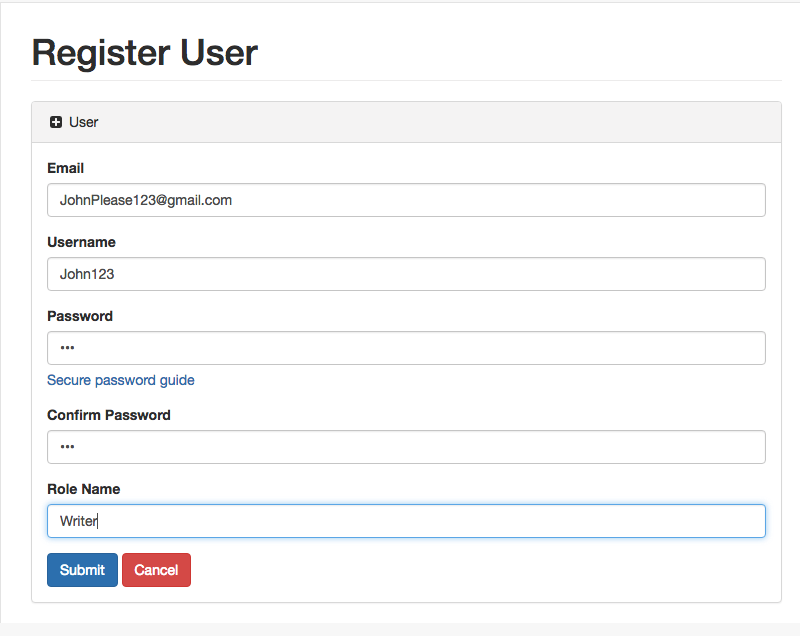 Register User
User
Email
JohnPlease123@gmail.com
Username
John123
Password
•••
Secure password guide
Confirm Password
•••
Role Name
Writer
Submit Cancel